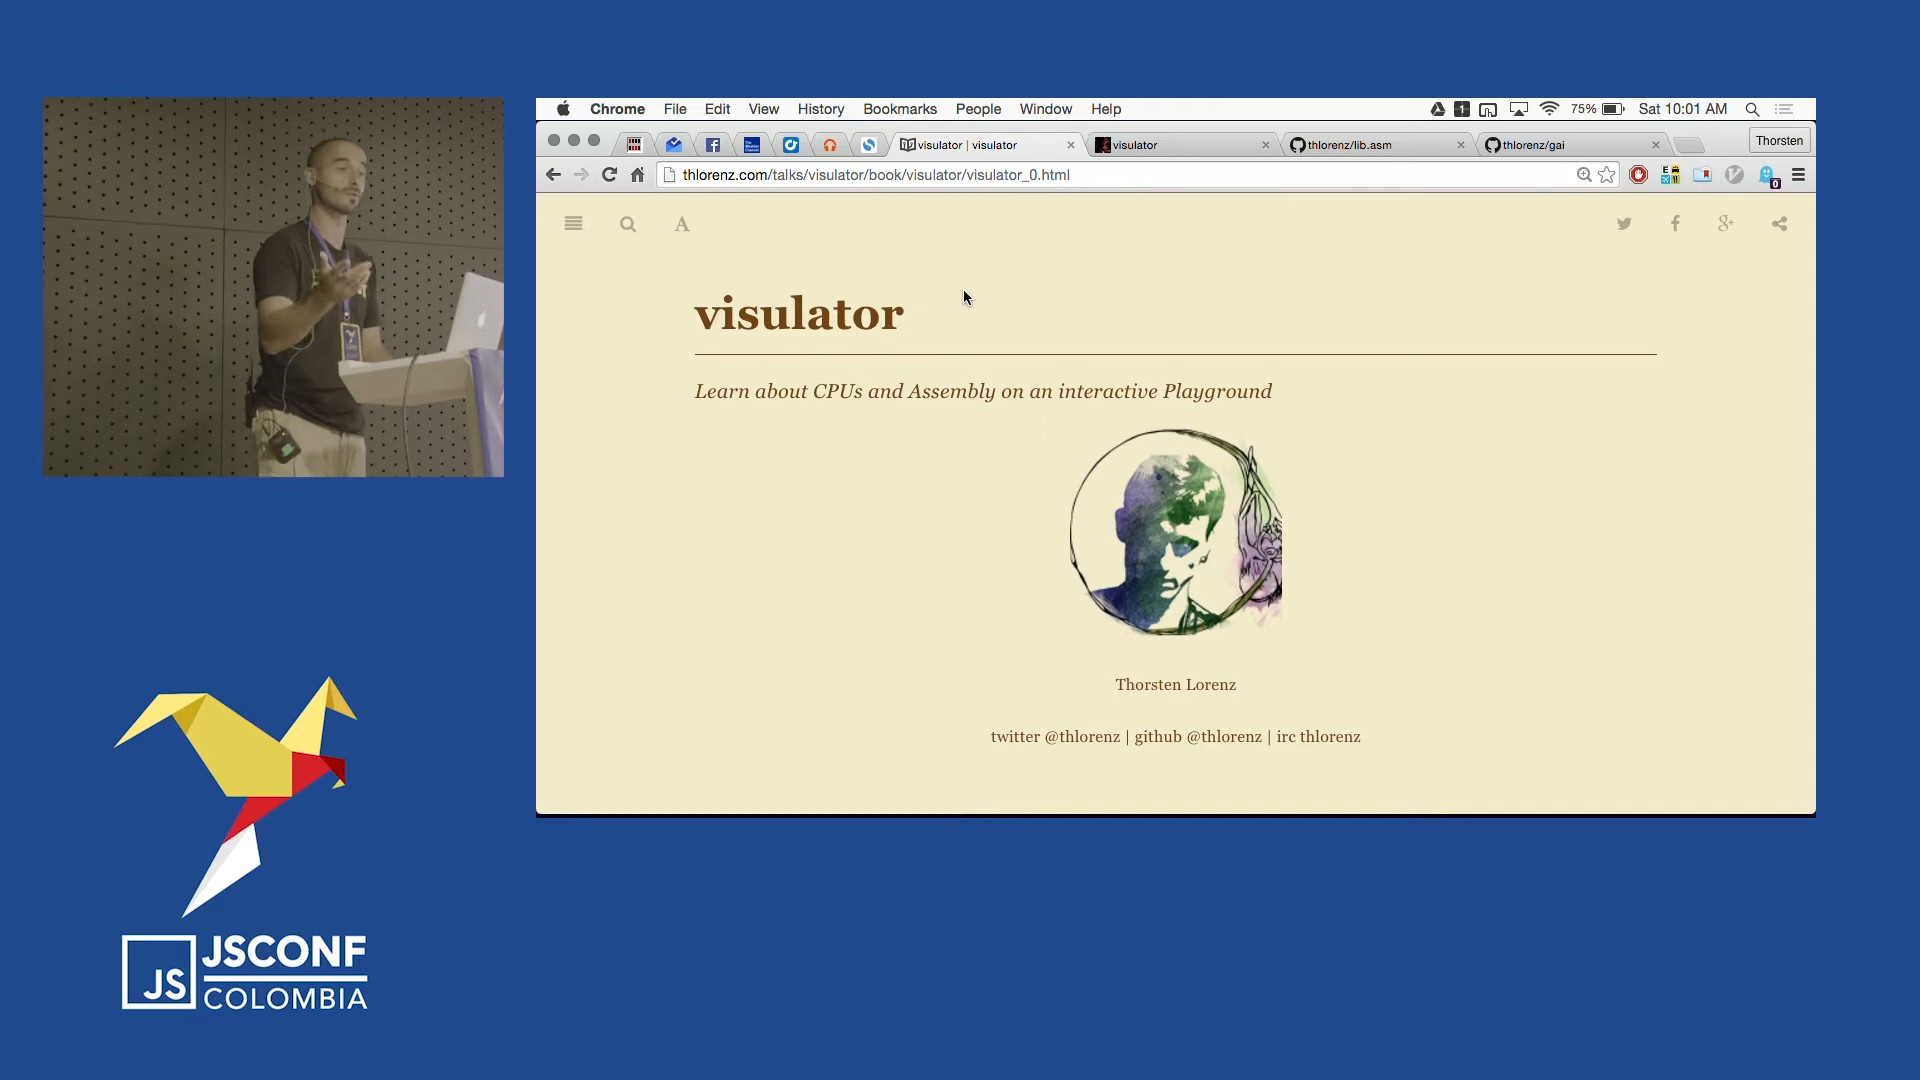 Chrome File Edit View History Bookmarks People Window Help
1
75%
Sat 10:01 AM
visulator | visulator
visulator
thlorenz/lib.asm
thlorenz/gai
Thorsten
thlorenz.com/talks/visulator/book/visulator/visulator_0.html
0
A
visulator
Learn about CPUs and Assembly on an interactive Playground
Thorsten Lorenz
twitter @thlorenz | github @thlorenz | irc thlorenz
JS
JSCONF
COLOMBIA